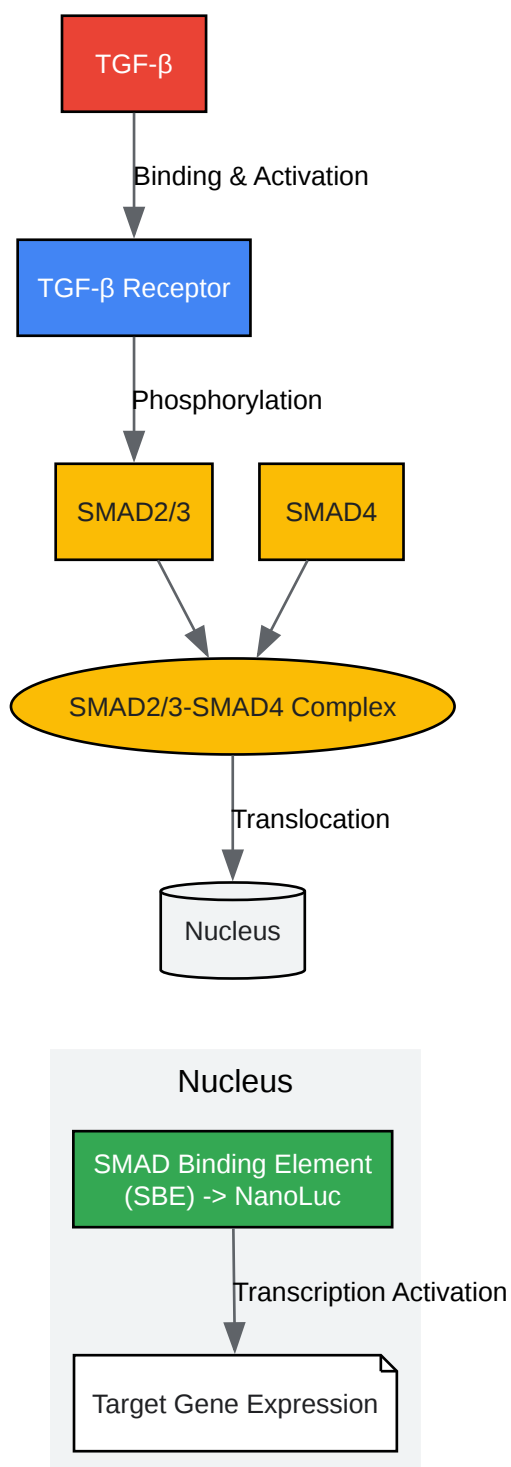 TGF-β
Binding & Activation
TGF-β Receptor
Phosphorylation
SMAD2/3
SMAD4
SMAD2/3-SMAD4 Complex
Translocation
Nucleus
Nucleus
SMAD Binding Element
(SBE) -> NanoLuc
Transcription Activation
Target Gene Expression